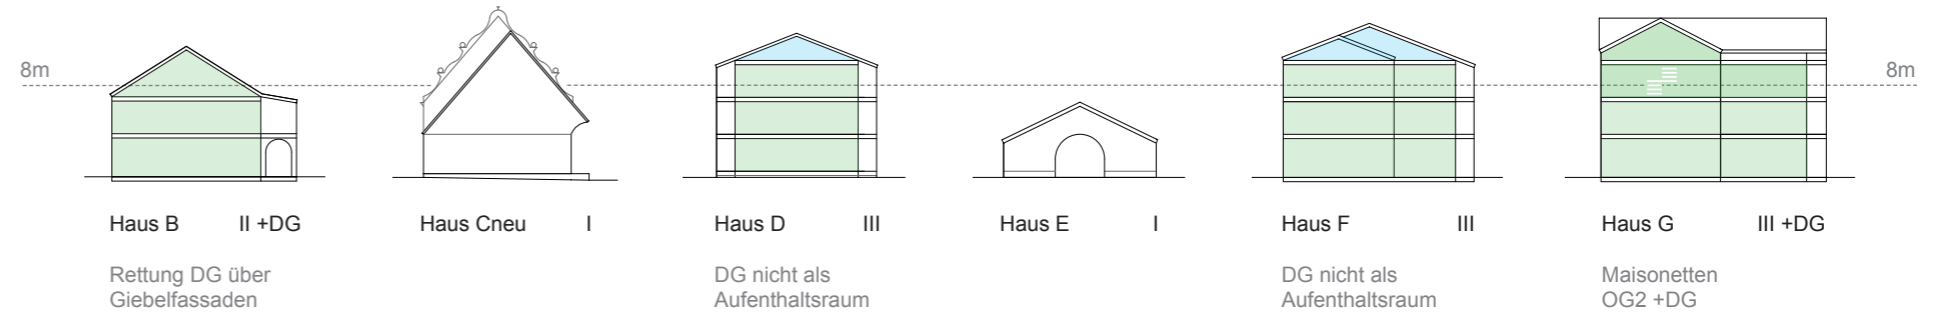 8m
8m
Haus B II +DG
Haus Cneu I
Haus D III
Haus E I
Haus F III
Haus G III +DG
Rettung DG über
Giebelfassaden
DG nicht als
Aufenthaltsraum
DG nicht als
Aufenthaltsraum
Maisonetten
OG2 +DG